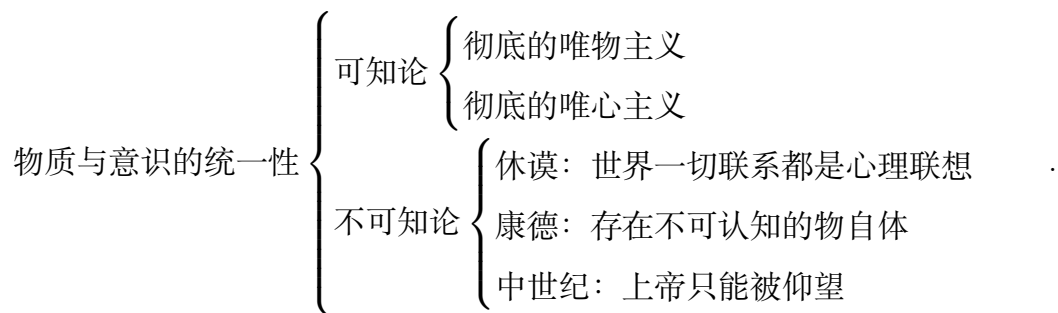 物质与意识的统一性
可知论
彻底的唯物主义
彻底的唯心主义
不可知论
休谟：世界一切联系都是心理联想
康德：存在不可认知的物自体
中世纪：上帝只能被仰望
.